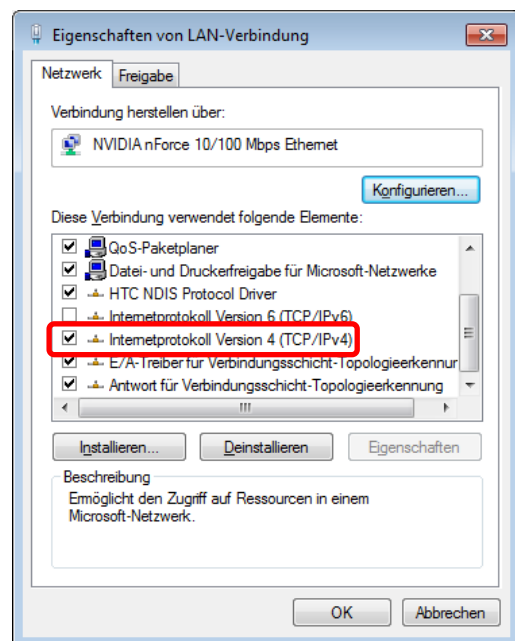 Eigenschaften von LAN-Verbindung
Netzwerk Freigabe
Verbindung herstellen über:
NVIDIA nForce 10/100 Mbps Ethernet
Konfigurieren...
Diese Verbindung verwendet folgende Elemente:
QoS-Paketplaner
Datei- und Druckerfreigabe für Microsoft-Netzwerke
HTC NDIS Protocol Driver
Internetprotokoll Version 6 (TCP/IPv6)
Internetprotokoll Version 4 (TCP/IPv4)
E/A-Treiber für Verbindungsschicht-Topologieerkennur
Antwort für Verbindungsschicht-Topologieerkennung
Installieren... Deinstallieren Eigenschaften
Beschreibung
Ermöglicht den Zugriff auf Ressourcen in einem
Microsoft-Netzwerk.
OK Abbrechen